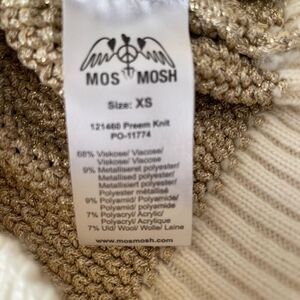 MOS MOSH
Size: XS
121460 Preem Knit
PO-11774
68% Viskose/ Viscose/
Viskose/ Viscose
9% Metalliseret polyester/
Metallised polyester/
Metalisiert polyester/
Polyester métallisé
9% Polyamid/ Polyamide/
Polyamid/ polyamide
7% Polyacryl/ Acrylic/
Polyacryl/ Acrylique
7% Uld/ Wool/ Wolle/ Laine
www.mosmosh.com